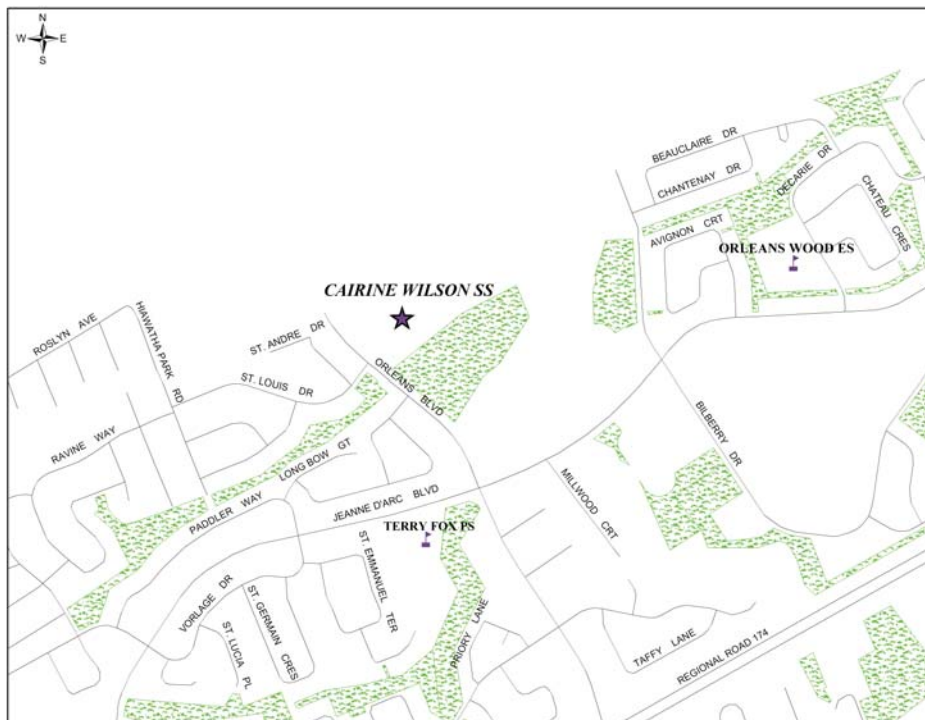 N
W E
S
BEAUCLAIRE DR
CHANTENAY DR
DECARIE DR
CHATEAU CRES
AVIGNON CRT
ORLEANS WOOD ES
CAIRINE WILSON SS
HIAWATHA PARK RD
ROSLYN AVE
ST. ANDRE DR
ST. LOUIS DR
ORLEANS BLVD
RAVINE WAY
LONG BOW GT
BILBERRY DR
PADDLER WAY
JEANNE D'ARC BLVD
MILLWOOD CRT
TERRY FOX PS
ST. EMMANUEL TER
VORLAGE DR
ST. GERMAIN CRES
ST. LUCIA PL
PRIORY LANE
TAFFY LANE
REGIONAL ROAD 174